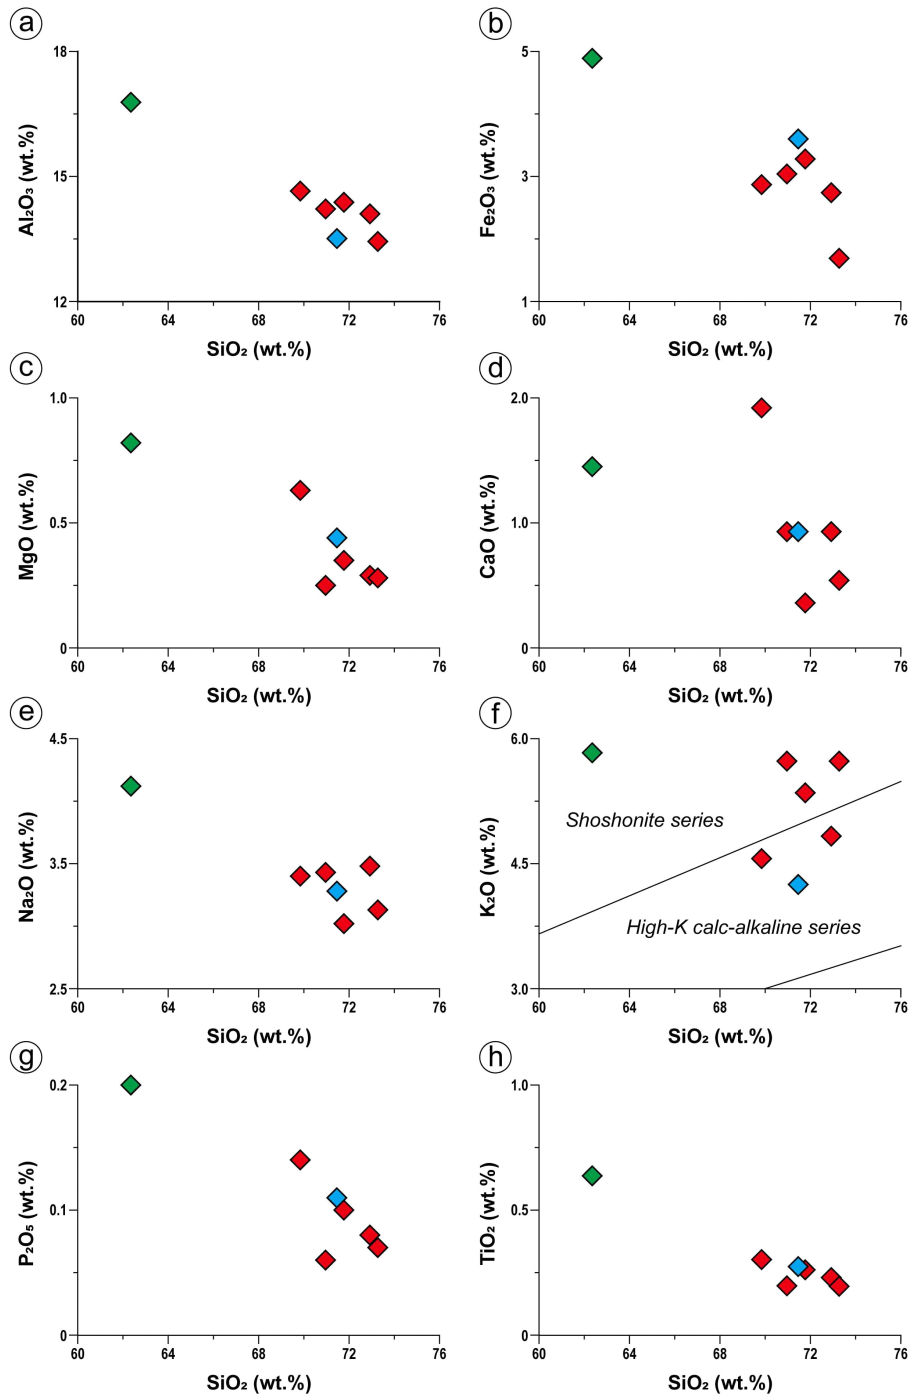 a
18
15
12
Al₂O₃ (wt.%)
60 64 68 72 76
SiO₂ (wt.%)
b
5
3
1
Fe₂O₃ (wt.%)
60 64 68 72 76
SiO₂ (wt.%)
c
1.0
0.5
0
MgO (wt.%)
60 64 68 72 76
SiO₂ (wt.%)
d
2.0
1.0
0
CaO (wt.%)
60 64 68 72 76
SiO₂ (wt.%)
e
4.5
3.5
2.5
Na₂O (wt.%)
60 64 68 72 76
SiO₂ (wt.%)
f
6.0
4.5
3.0
K₂O (wt.%)
Shoshonite series
High-K calc-alkaline series
60 64 68 72 76
SiO₂ (wt.%)
g
0.2
0.1
0
P₂O₅ (wt.%)
60 64 68 72 76
SiO₂ (wt.%)
h
1.0
0.5
0
TiO₂ (wt.%)
60 64 68 72 76
SiO₂ (wt.%)